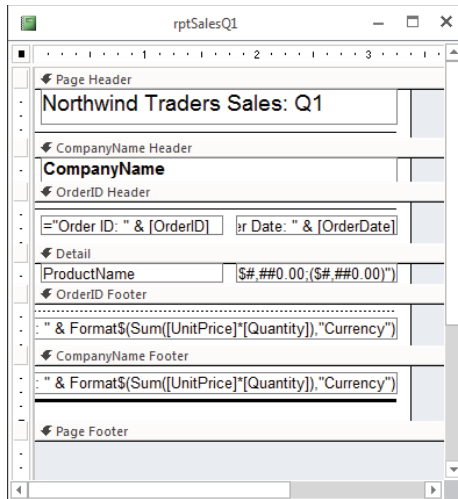 rptSalesQ1
1 2 3
Page Header
Northwind Traders Sales: Q1
CompanyName Header
CompanyName
OrderID Header
="Order ID: " & [OrderID] er Date: " & [OrderDate]
Detail
ProductName $#,##0.00;($#,##0.00)")
OrderID Footer
: " & Format$(Sum([UnitPrice]*[Quantity]),"Currency")
CompanyName Footer
: " & Format$(Sum([UnitPrice]*[Quantity]),"Currency")
Page Footer